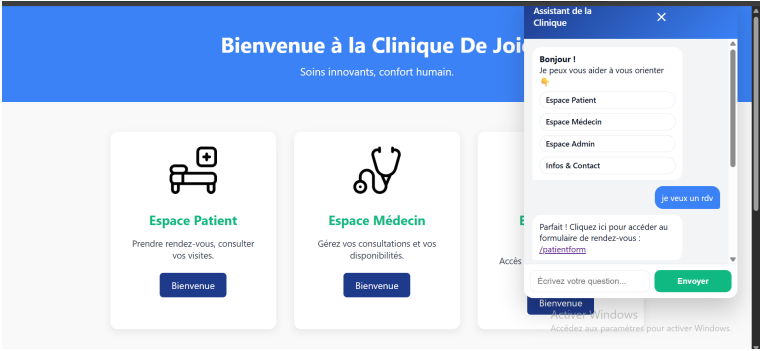 Bienvenue à la Clinique De Joie
Soins innovants, confort humain.
Espace Patient
Prendre rendez-vous, consulter
vos visites.
Bienvenue
Espace Médecin
Gérez vos consultations et vos
disponibilités.
Bienvenue
Accès
Bienvenue
Assistant de la
Clinique
Bonjour !
Je peux vous aider à vous orienter
👇
Espace Patient
Espace Médecin
Espace Admin
Infos & Contact
je veux un rdv
Parfait ! Cliquez ici pour accéder au
formulaire de rendez-vous :
/patientform
Écrivez votre question...
Envoyer
Activer Windows
Accédez aux paramètres pour activer Windows.